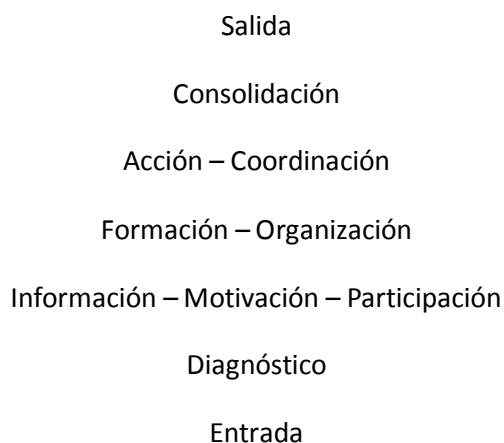 Salida
Consolidación
Acción – Coordinación
Formación – Organización
Información – Motivación – Participación
Diagnóstico
Entrada